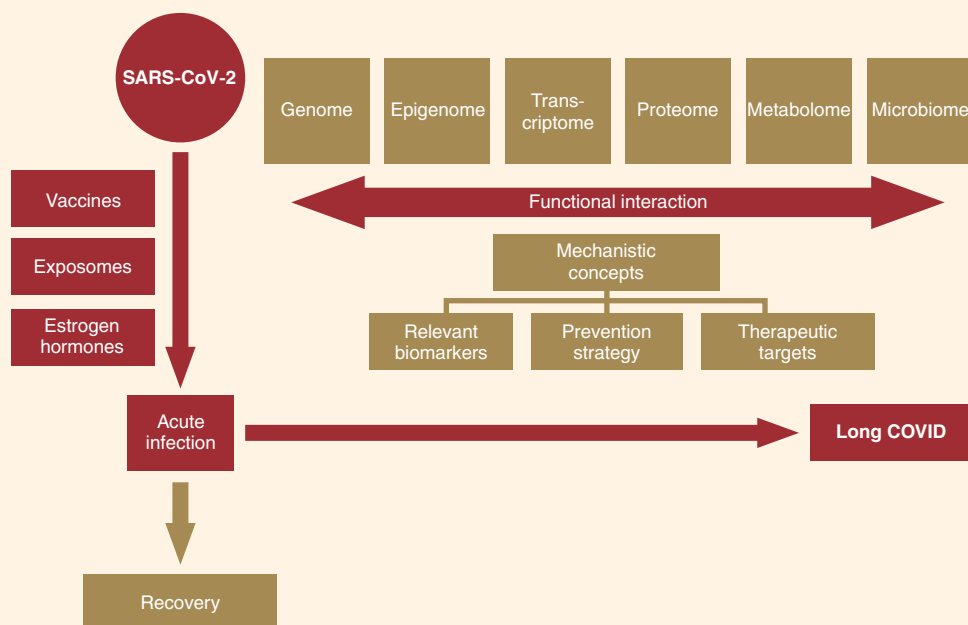 SARS-CoV-2
Genome
Epigenome
Trans-
criptome
Proteome
Metabolome
Microbiome
Vaccines
Functional interaction
Exposomes
Mechanistic
concepts
Estrogen
hormones
Relevant
biomarkers
Prevention
strategy
Therapeutic
targets
Acute
infection
Long COVID
Recovery